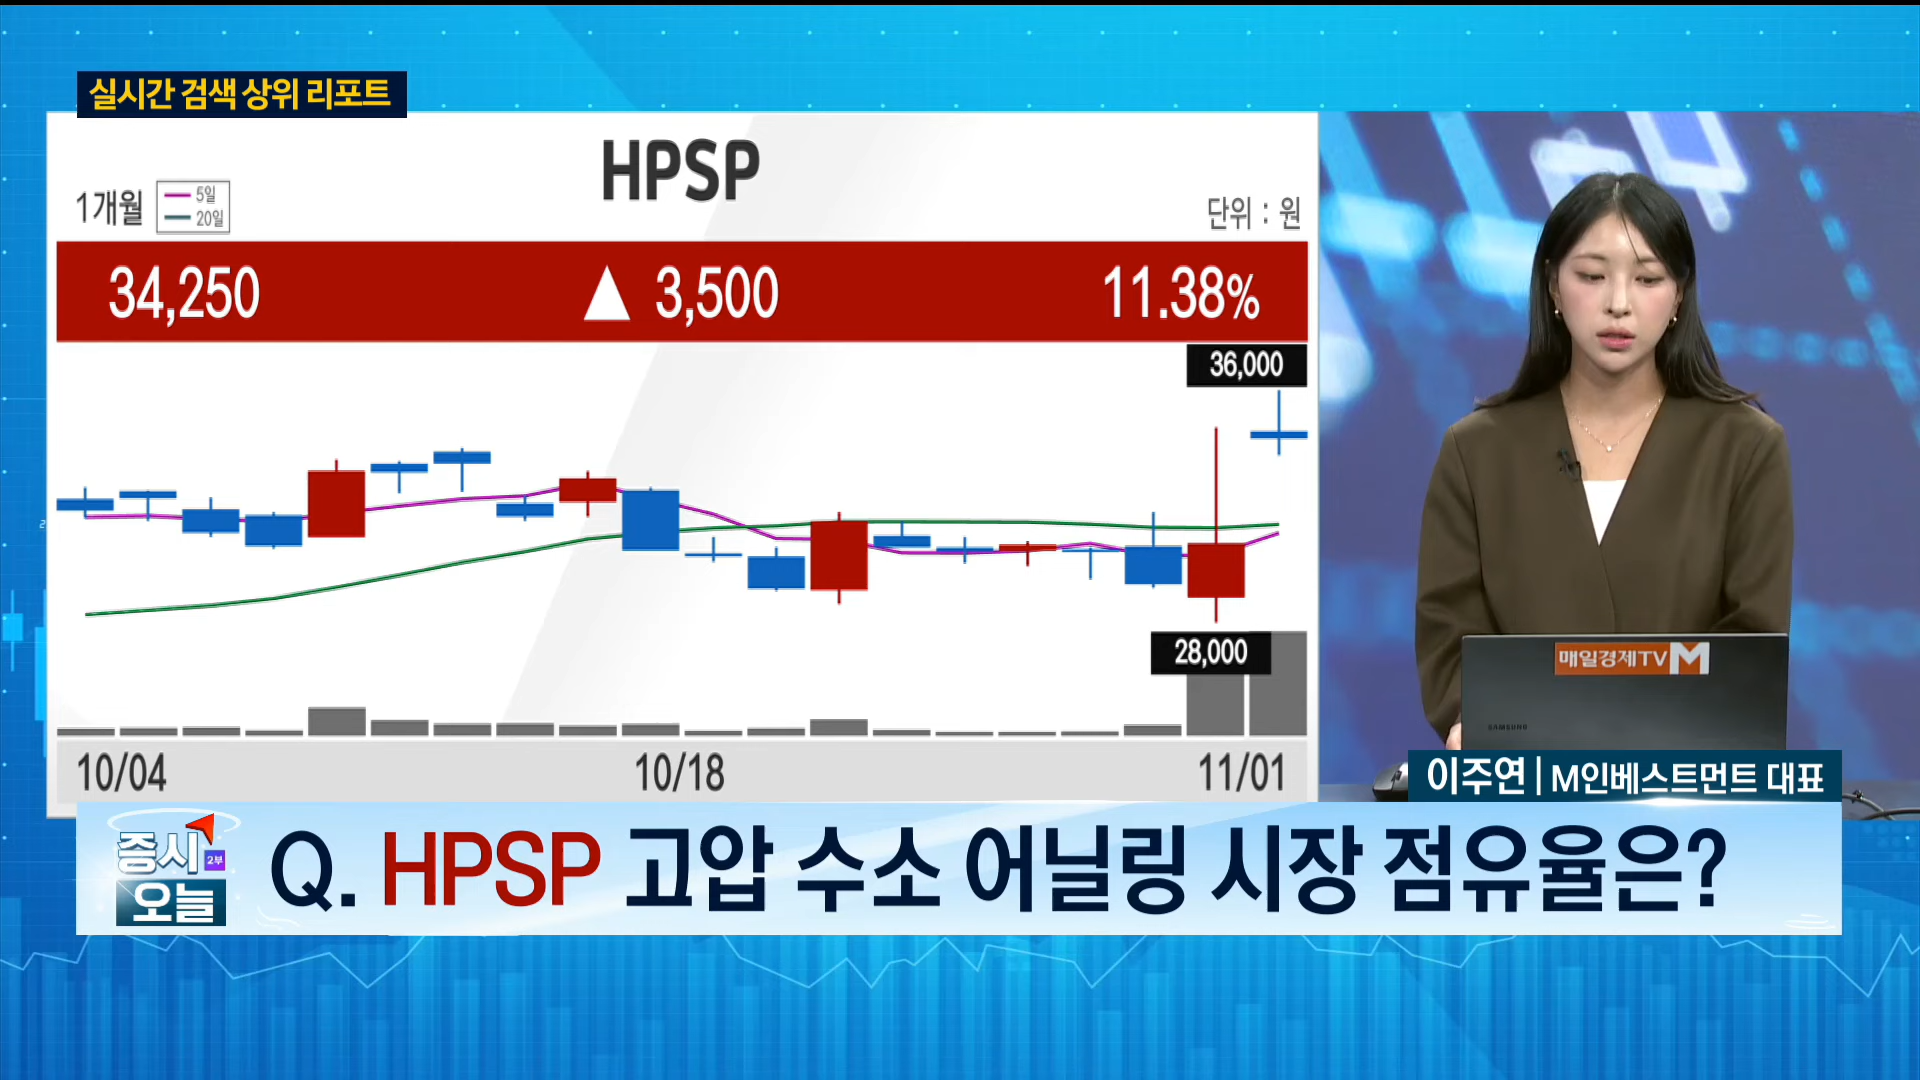 실시간 검색 상위 리포트
HPSP
1개월
5일
20일
단위 : 원
34,250 ▲ 3,500 11.38%
36,000
28,000
10/04 10/18 11/01
매일경제TV M
SAMSUNG
이주연 | M인베스트먼트 대표
증시 2부
오늘
Q. HPSP 고압 수소 어닐링 시장 점유율은?